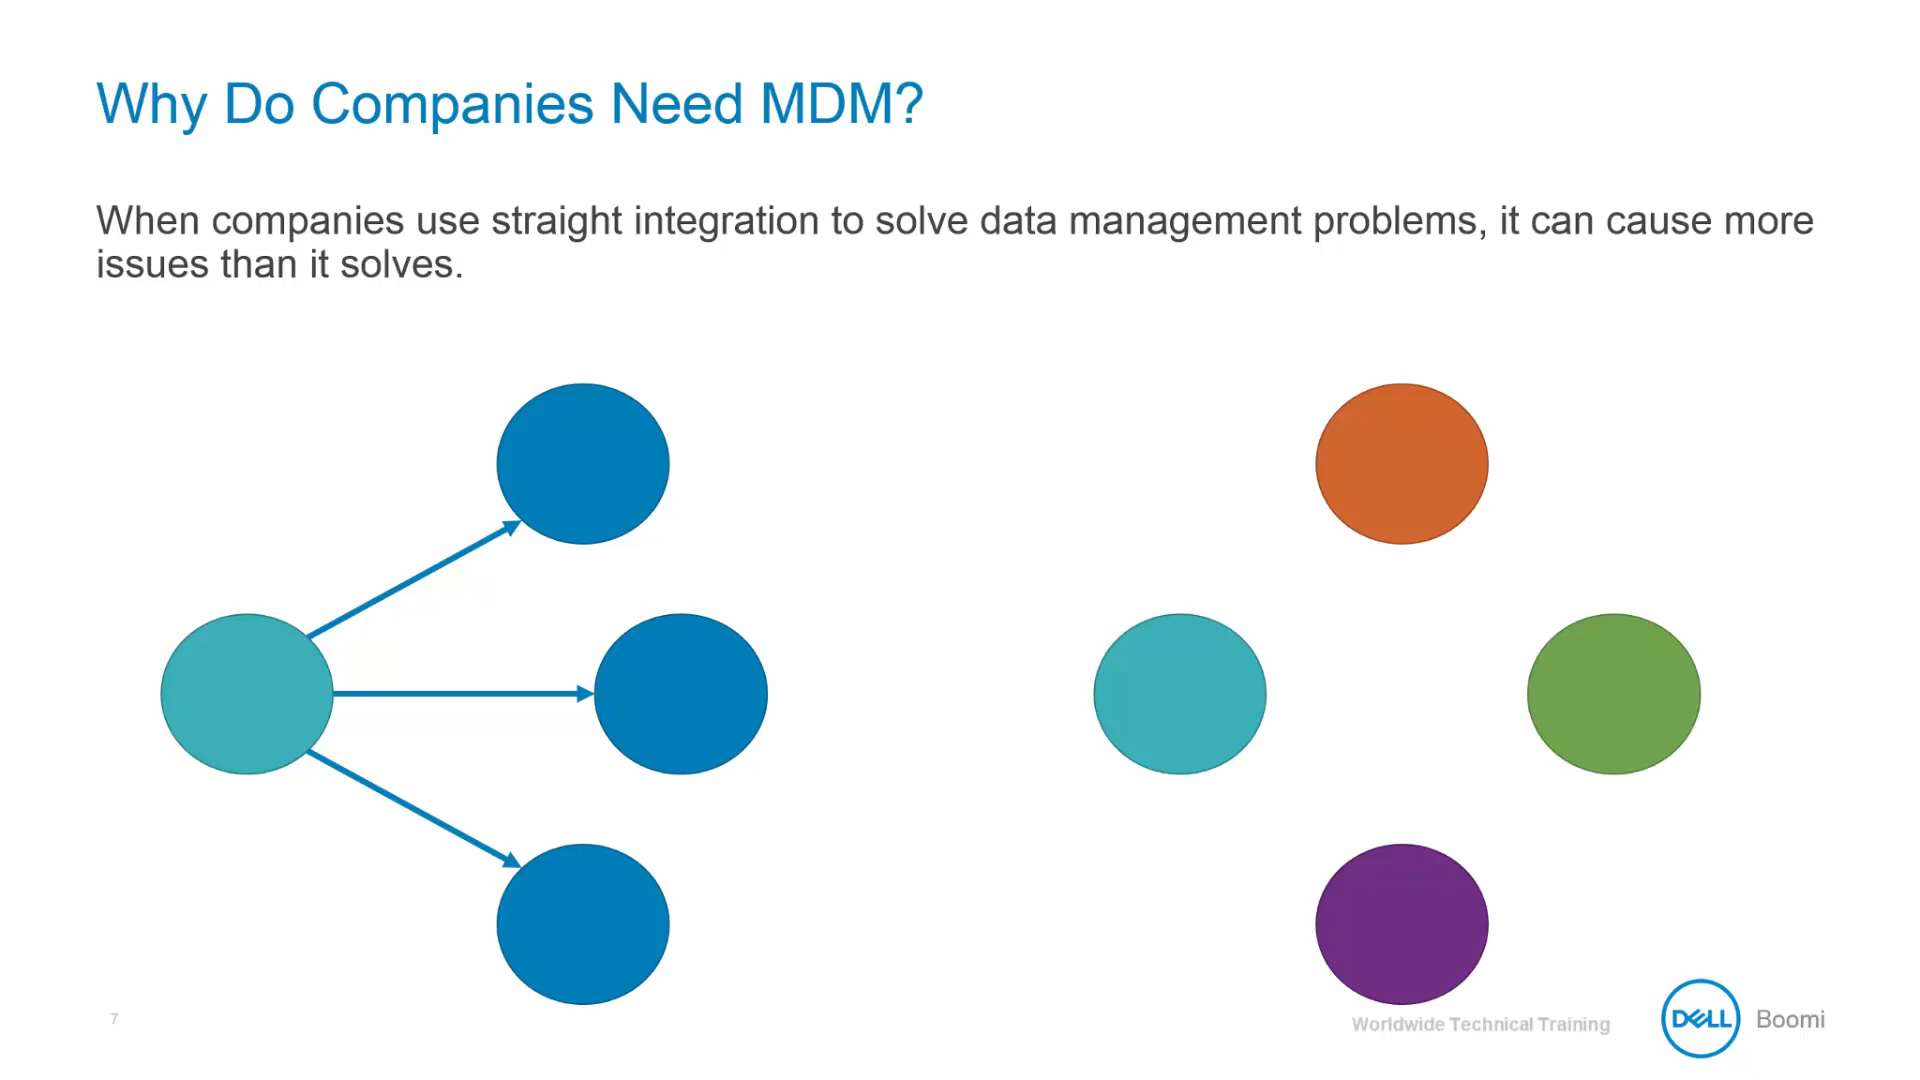 Why Do Companies Need MDM?
When companies use straight integration to solve data management problems, it can cause more
issues than it solves.
7
Worldwide Technical Training
DELL Boomi